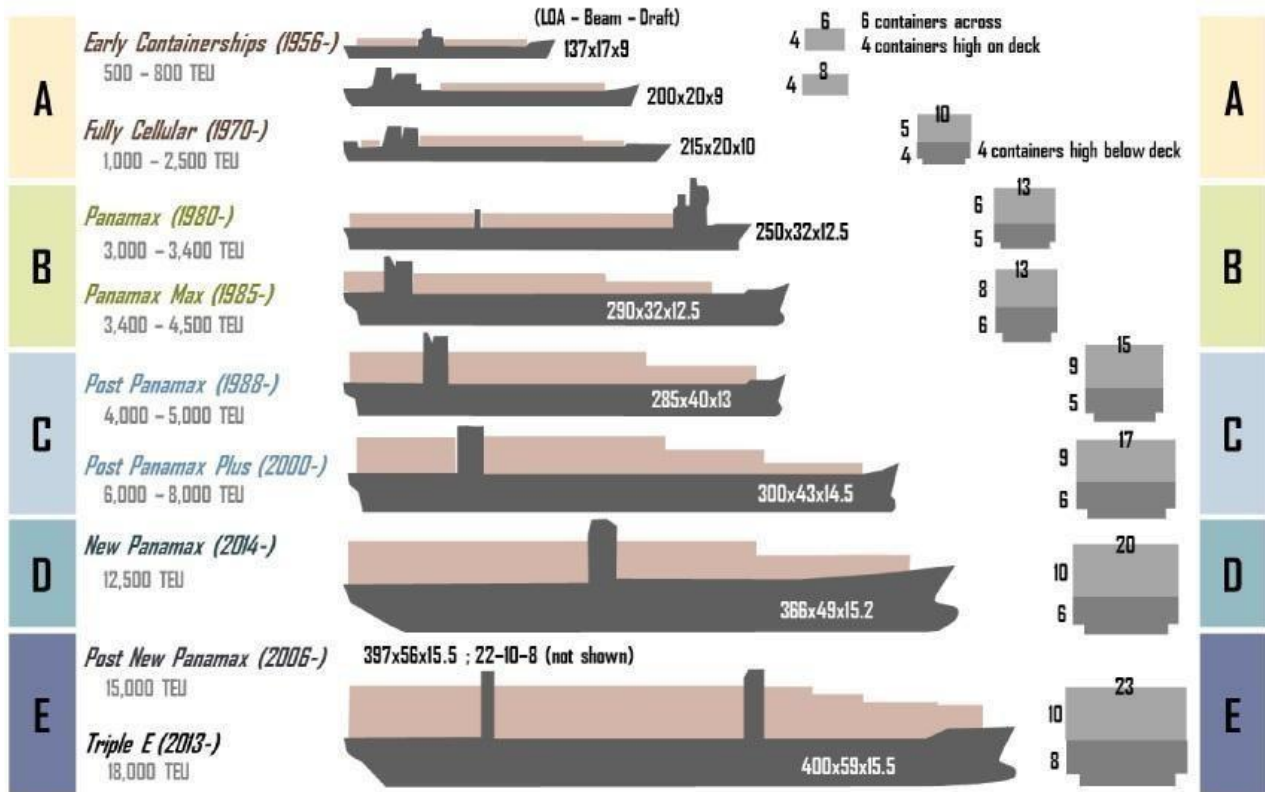 (LOA - Beam - Draft)
A
Early Containerships (1956-)
500 - 800 TEU
137x17x9
6
4
6 containers across
4 containers high on deck
A
200x20x9
8
4
Fully Cellular (1970-)
1,000 - 2,500 TEU
215x20x10
10
5
4
4 containers high below deck
B
Panamax (1980-)
3,000 - 3,400 TEU
250x32x12.5
13
6
5
B
Panamax Max (1985-)
3,400 - 4,500 TEU
290x32x12.5
13
8
6
C
Post Panamax (1988-)
4,000 - 5,000 TEU
285x40x13
15
9
5
C
Post Panamax Plus (2000-)
6,000 - 8,000 TEU
300x43x14.5
17
9
6
D
New Panamax (2014-)
12,500 TEU
366x49x15.2
20
10
6
D
E
Post New Panamax (2006-)
15,000 TEU
397x56x15.5 ; 22-10-8 (not shown)
E
Triple E (2013-)
18,000 TEU
400x59x15.5
23
10
8